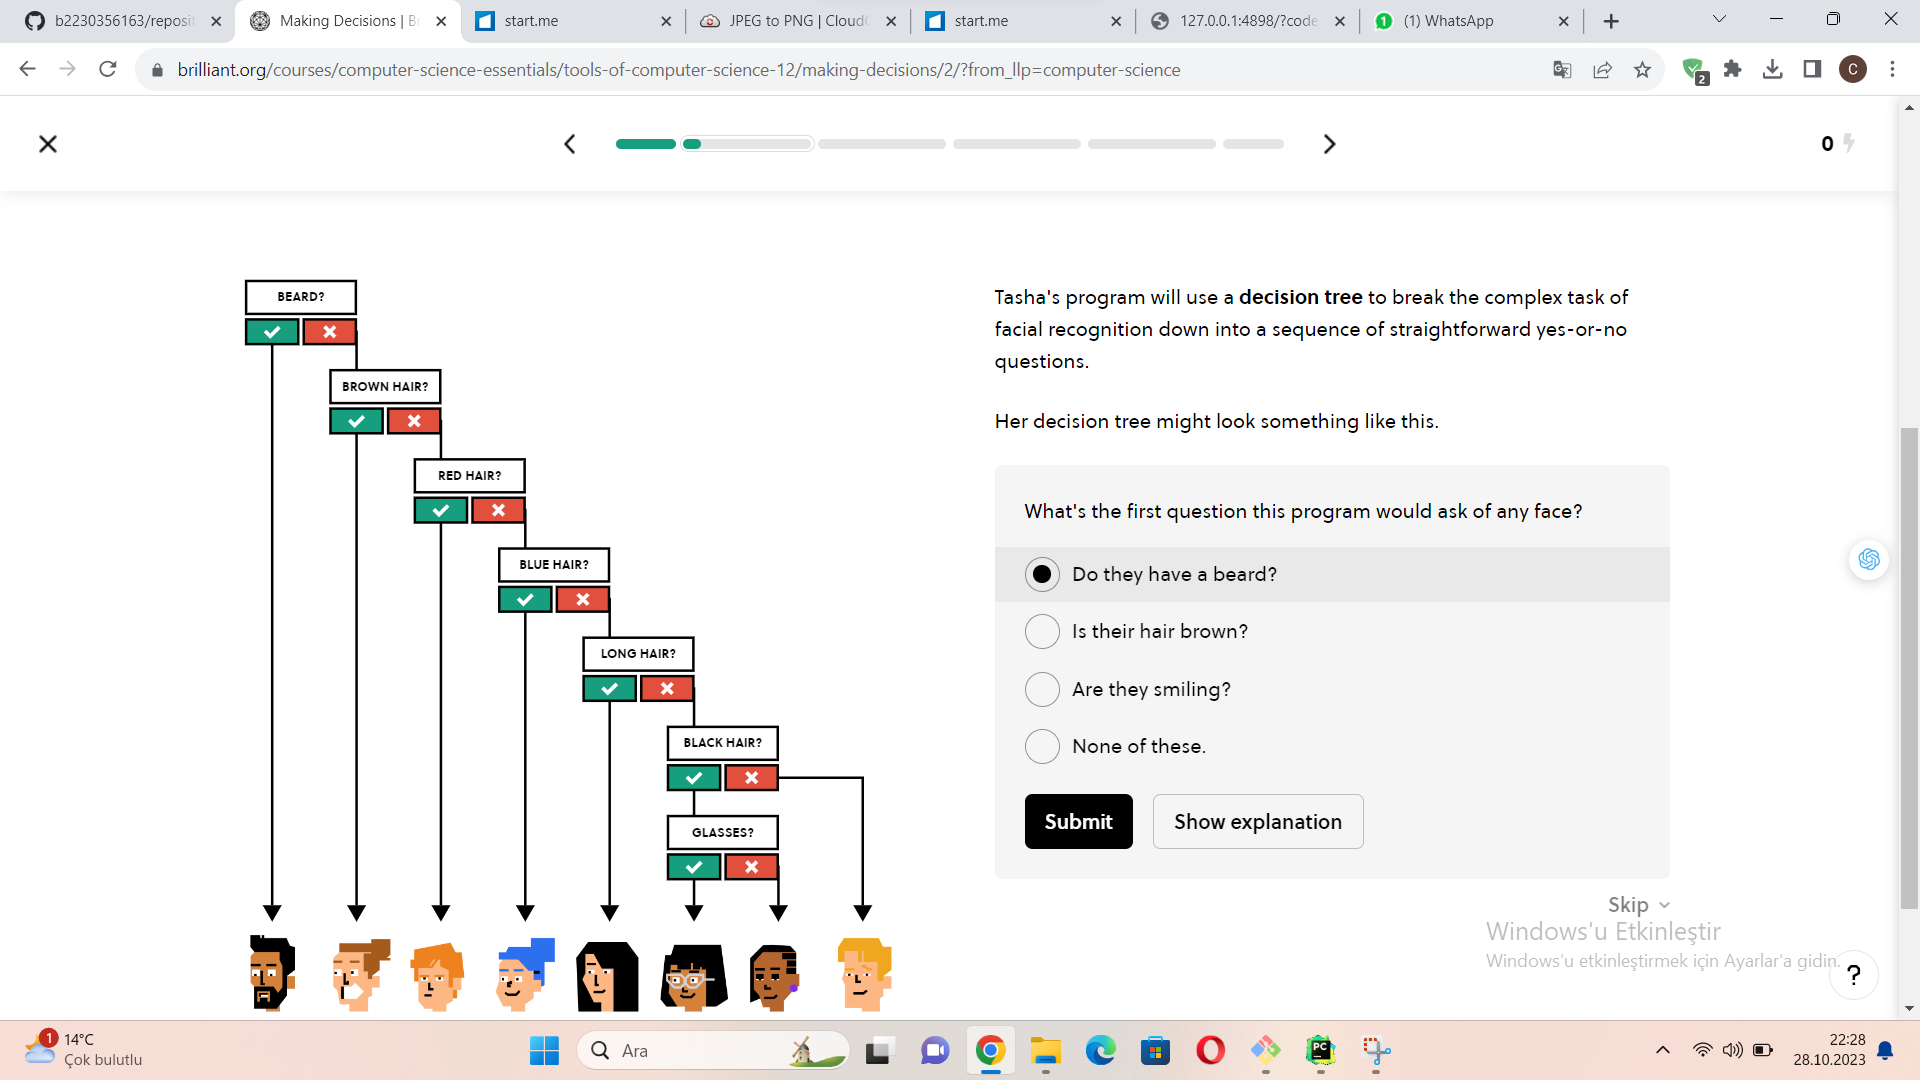 b2230356163/reposit
Making Decisions | B
start.me
JPEG to PNG | Cloud
start.me
127.0.0.1:4898/?code
(1) WhatsApp
brilliant.org/courses/computer-science-essentials/tools-of-computer-science-12/making-decisions/2/?from_llp=computer-science
2
C
0
BEARD?
BROWN HAIR?
RED HAIR?
BLUE HAIR?
LONG HAIR?
BLACK HAIR?
GLASSES?
Tasha's program will use a decision tree to break the complex task of
facial recognition down into a sequence of straightforward yes-or-no
questions.
Her decision tree might look something like this.
What's the first question this program would ask of any face?
Do they have a beard?
Is their hair brown?
Are they smiling?
None of these.
Submit
Show explanation
Skip
Windows'u Etkinleştir
Windows'u etkinleştirmek için Ayarlar'a gidin.
?
1
14°C
Çok bulutlu
Ara
PC
22:28
28.10.2023